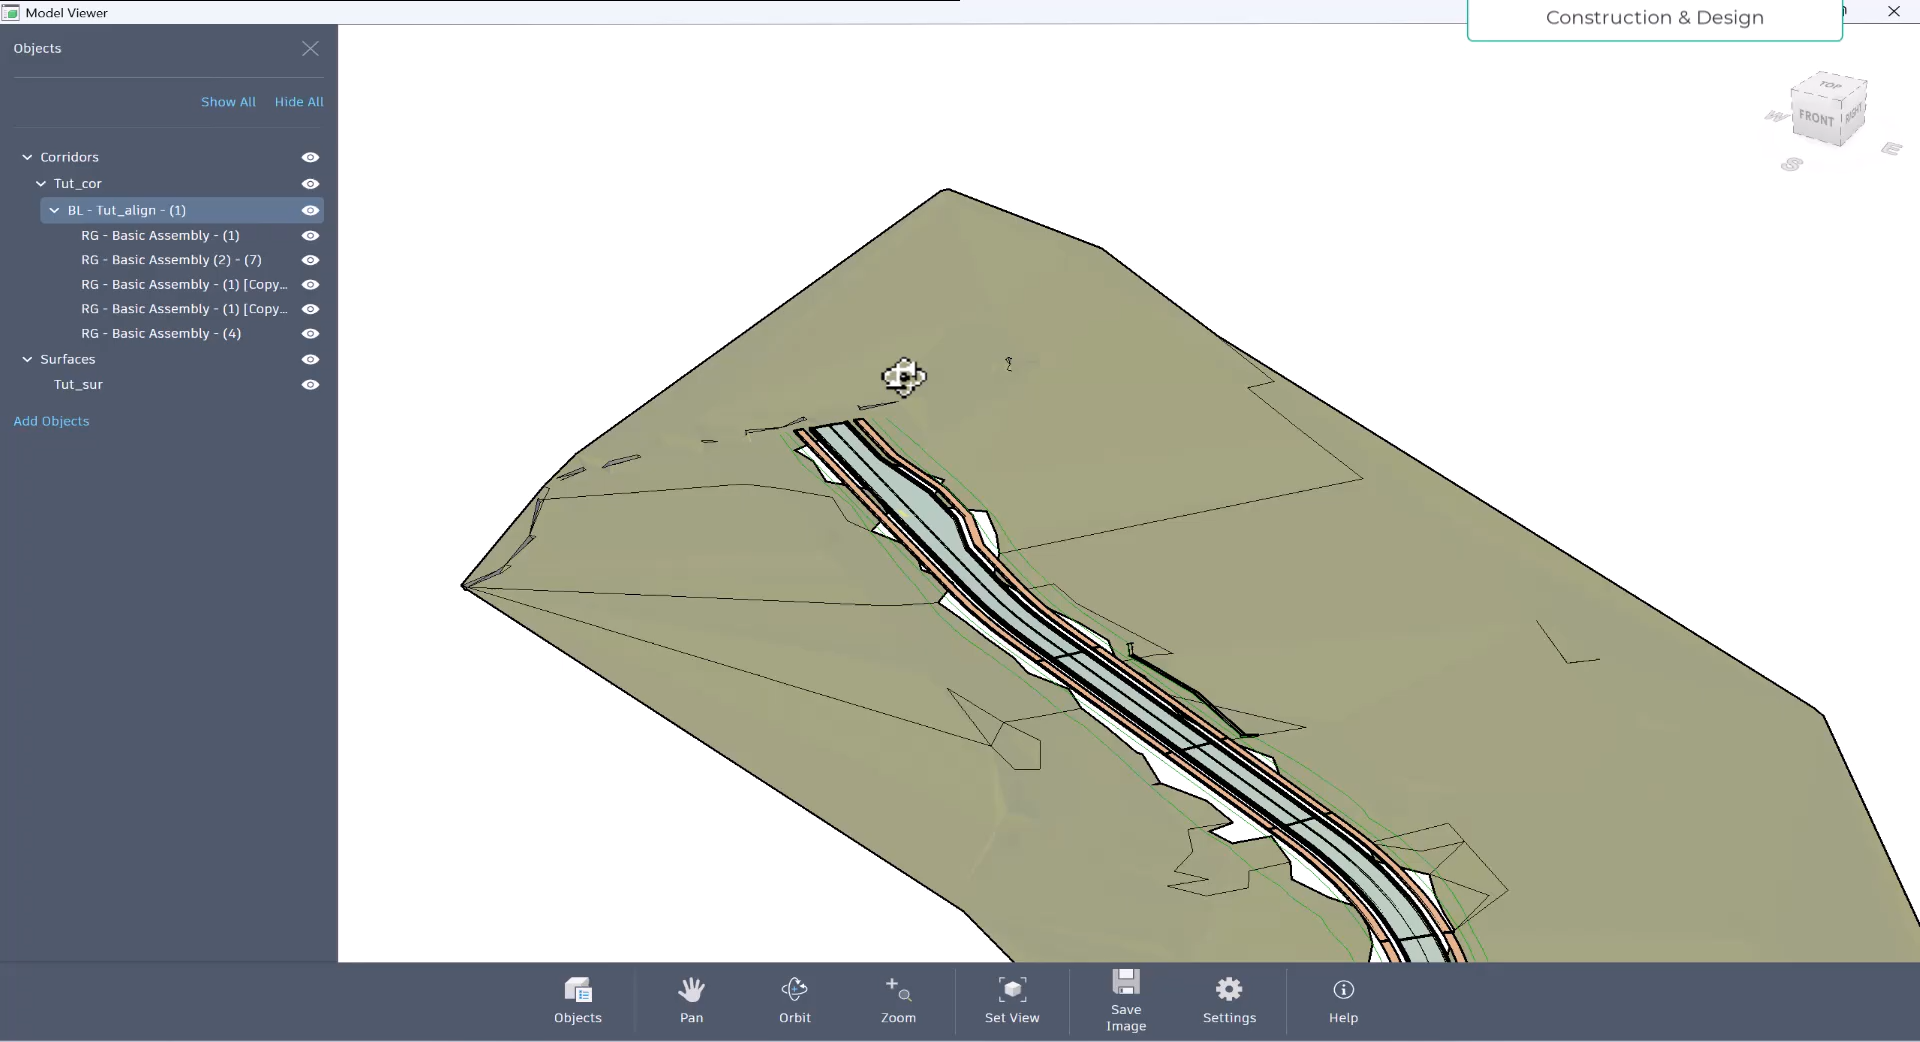 Model Viewer
Construction & Design
Objects
Show All Hide All
Corridors
Tut_cor
BL - Tut_align - (1)
RG - Basic Assembly - (1)
RG - Basic Assembly (2) - (7)
RG - Basic Assembly - (1) [Copy...
RG - Basic Assembly - (1) [Copy...
RG - Basic Assembly - (4)
Surfaces
Tut_sur
Add Objects
TOP
FRONT
RIGHT
W
S
E
Objects
Pan
Orbit
Zoom
Set View
Save
Image
Settings
Help